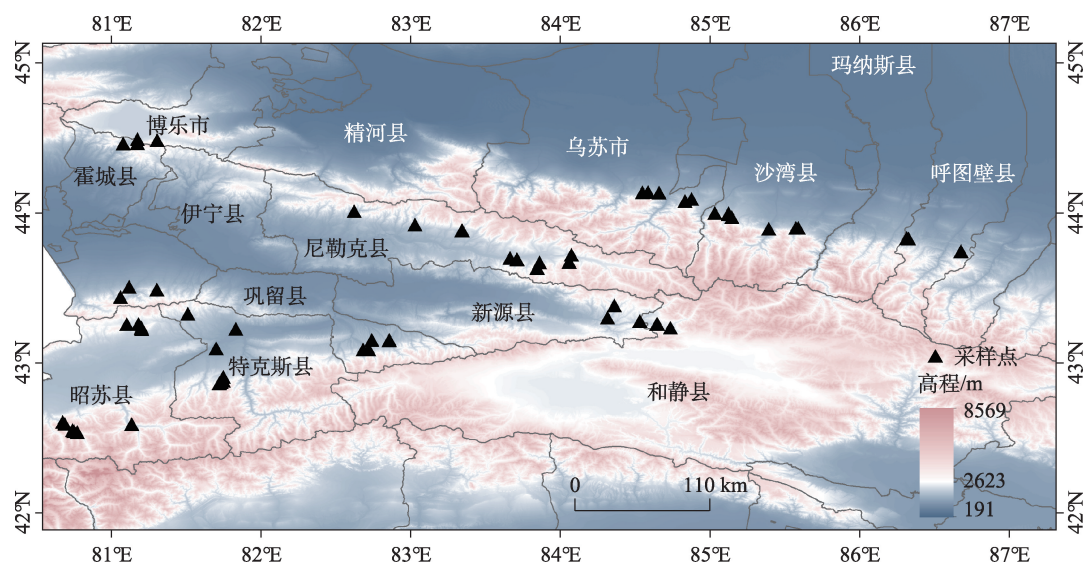 81°E 82°E 83°E 84°E 85°E 86°E 87°E
45°N 45°N
玛纳斯县
博乐市
精河县
乌苏市
霍城县
沙湾县
呼图壁县
44°N 44°N
伊宁县
尼勒克县
巩留县
新源县
43°N 43°N
特克斯县
采样点
昭苏县
和静县
高程/m
8569
2623
191
0 110 km
42°N 42°N
81°E 82°E 83°E 84°E 85°E 86°E 87°E